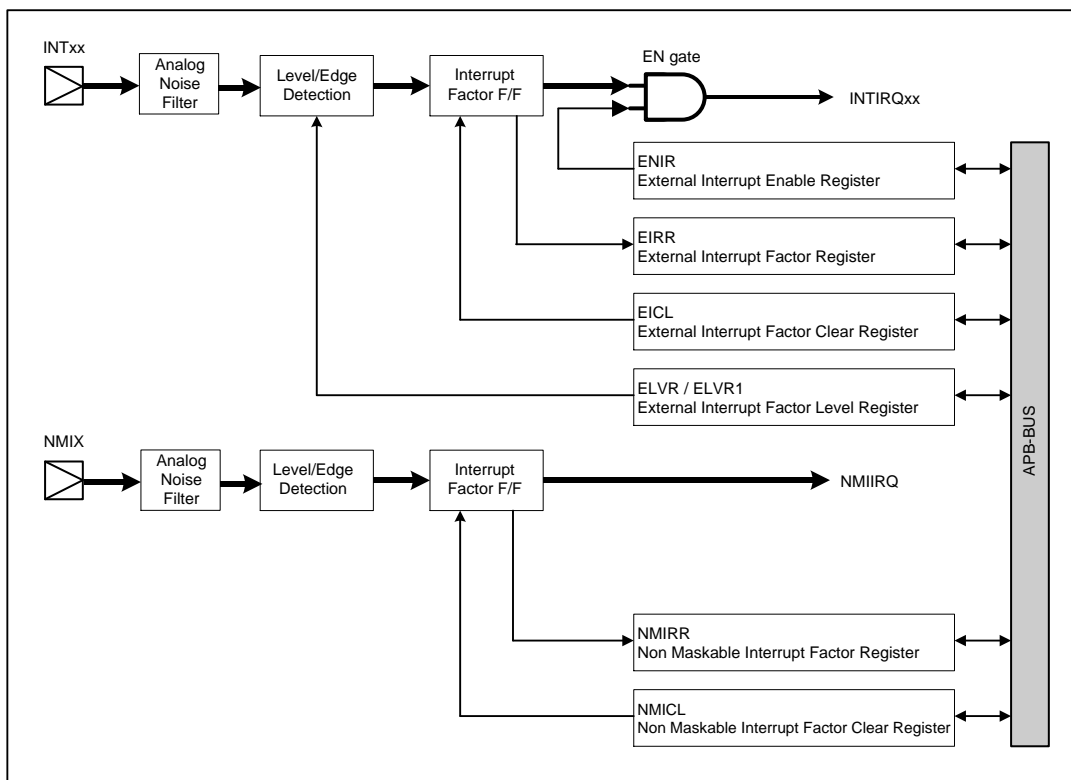 INTxx
Analog
Noise
Filter
Level/Edge
Detection
Interrupt
Factor F/F
EN gate
INTIRQxx
ENIR
External Interrupt Enable Register
EIRR
External Interrupt Factor Register
EICL
External Interrupt Factor Clear Register
ELVR / ELVR1
External Interrupt Factor Level Register
APB-BUS
NMIX
Analog
Noise
Filter
Level/Edge
Detection
Interrupt
Factor F/F
NMIIRQ
NMIRR
Non Maskable Interrupt Factor Register
NMICL
Non Maskable Interrupt Factor Clear Register